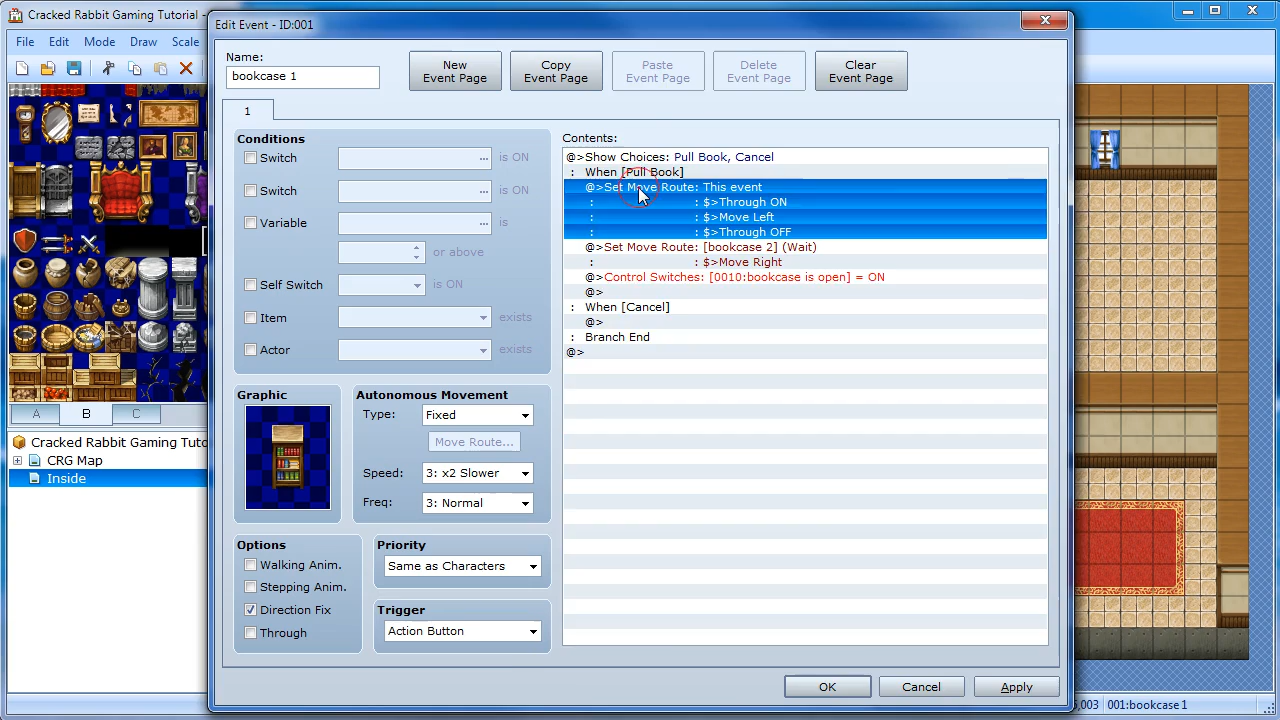 Cracked Rabbit Gaming Tutorial -
Edit Event - ID:001
File Edit Mode Draw Scale
Name:
bookcase 1
New
Event Page
Copy
Event Page
Paste
Event Page
Delete
Event Page
Clear
Event Page
1
Conditions
Switch ... is ON
Switch ... is ON
Variable ... is
or above
Self Switch is ON
Item exists
Actor exists
Graphic
Autonomous Movement
Type: Fixed
Move Route...
Speed: 3: x2 Slower
Freq: 3: Normal
Options
Walking Anim.
Stepping Anim.
Direction Fix
Through
Priority
Same as Characters
Trigger
Action Button
Contents:
@>Show Choices: Pull Book, Cancel
: When [Pull Book]
@>Set Move Route: This event
: : $>Through ON
: : $>Move Left
: : $>Through OFF
@>Set Move Route: [bookcase 2] (Wait)
: : $>Move Right
@>Control Switches: [0010:bookcase is open] = ON
@>
: When [Cancel]
@>
: Branch End
@>
OK Cancel Apply
A B C
Cracked Rabbit Gaming Tuto
CRG Map
Inside
,003 001:bookcase 1